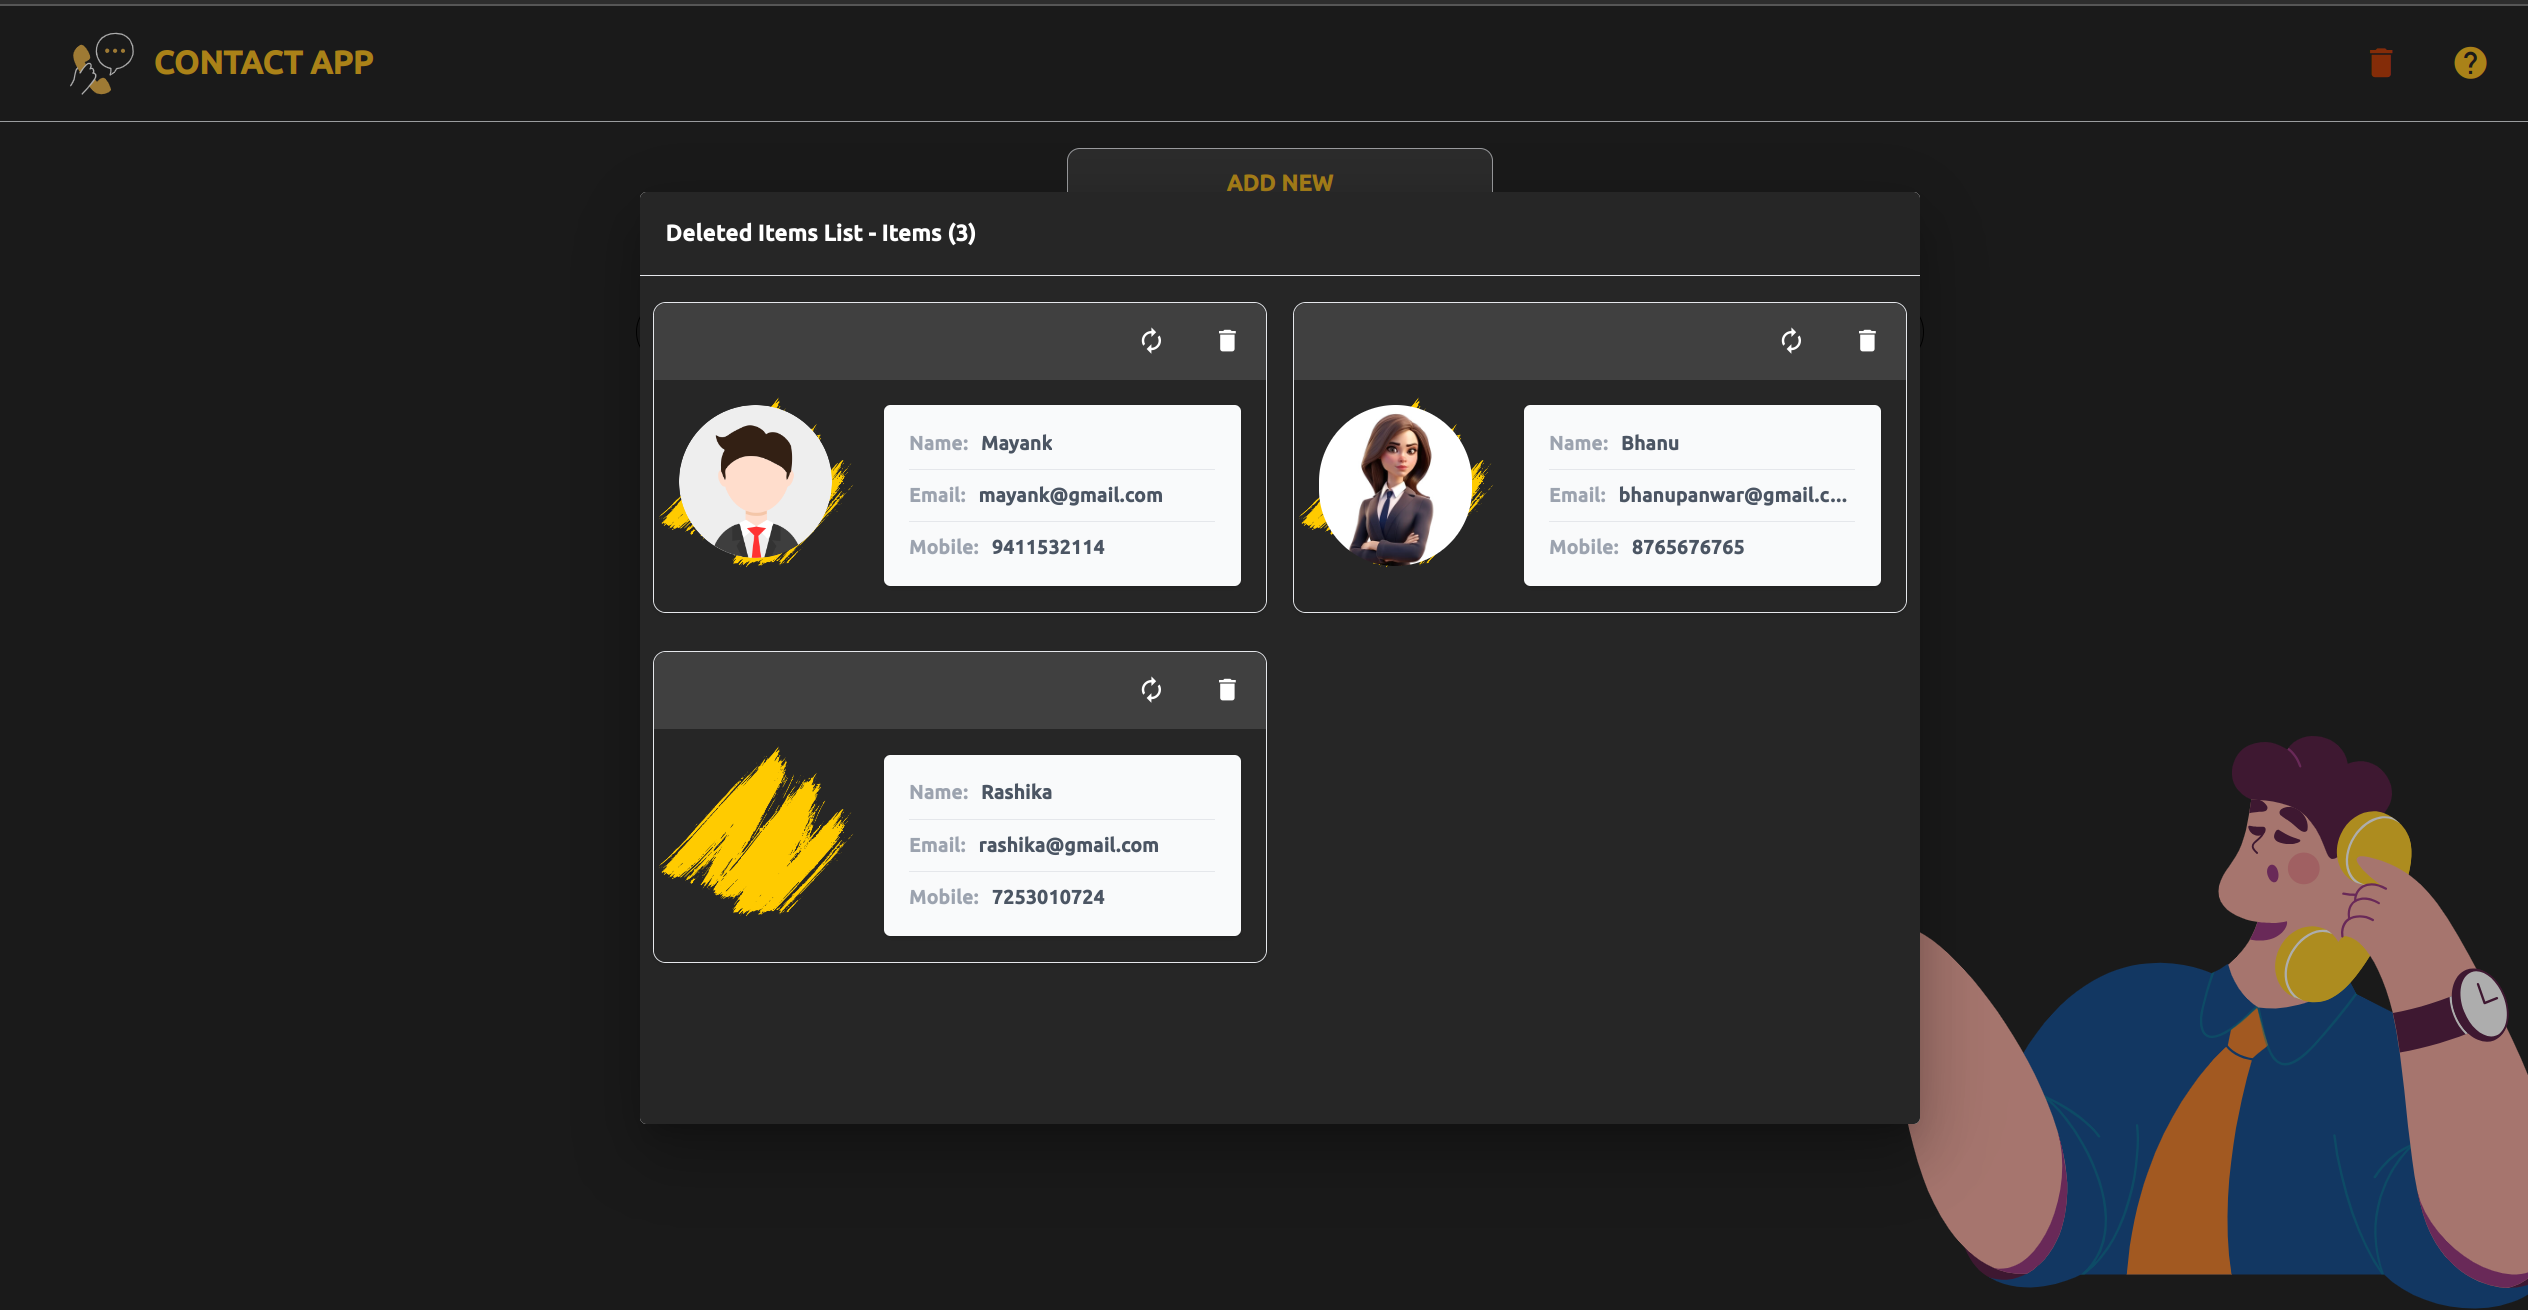 CONTACT APP
ADD NEW
Deleted Items List - Items (3)
Name: Mayank
Email: mayank@gmail.com
Mobile: 9411532114
Name: Bhanu
Email: bhanupanwar@gmail.c...
Mobile: 8765676765
Name: Rashika
Email: rashika@gmail.com
Mobile: 7253010724